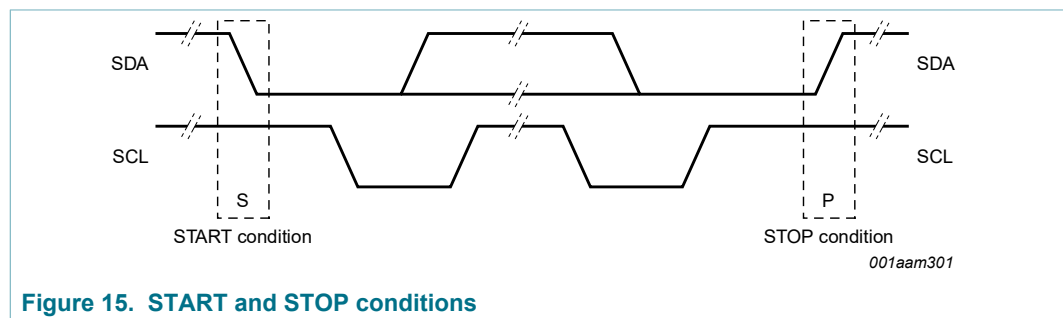 SDA
SDA
SCL
SCL
S
P
START condition
STOP condition
001aam301
Figure 15. START and STOP conditions